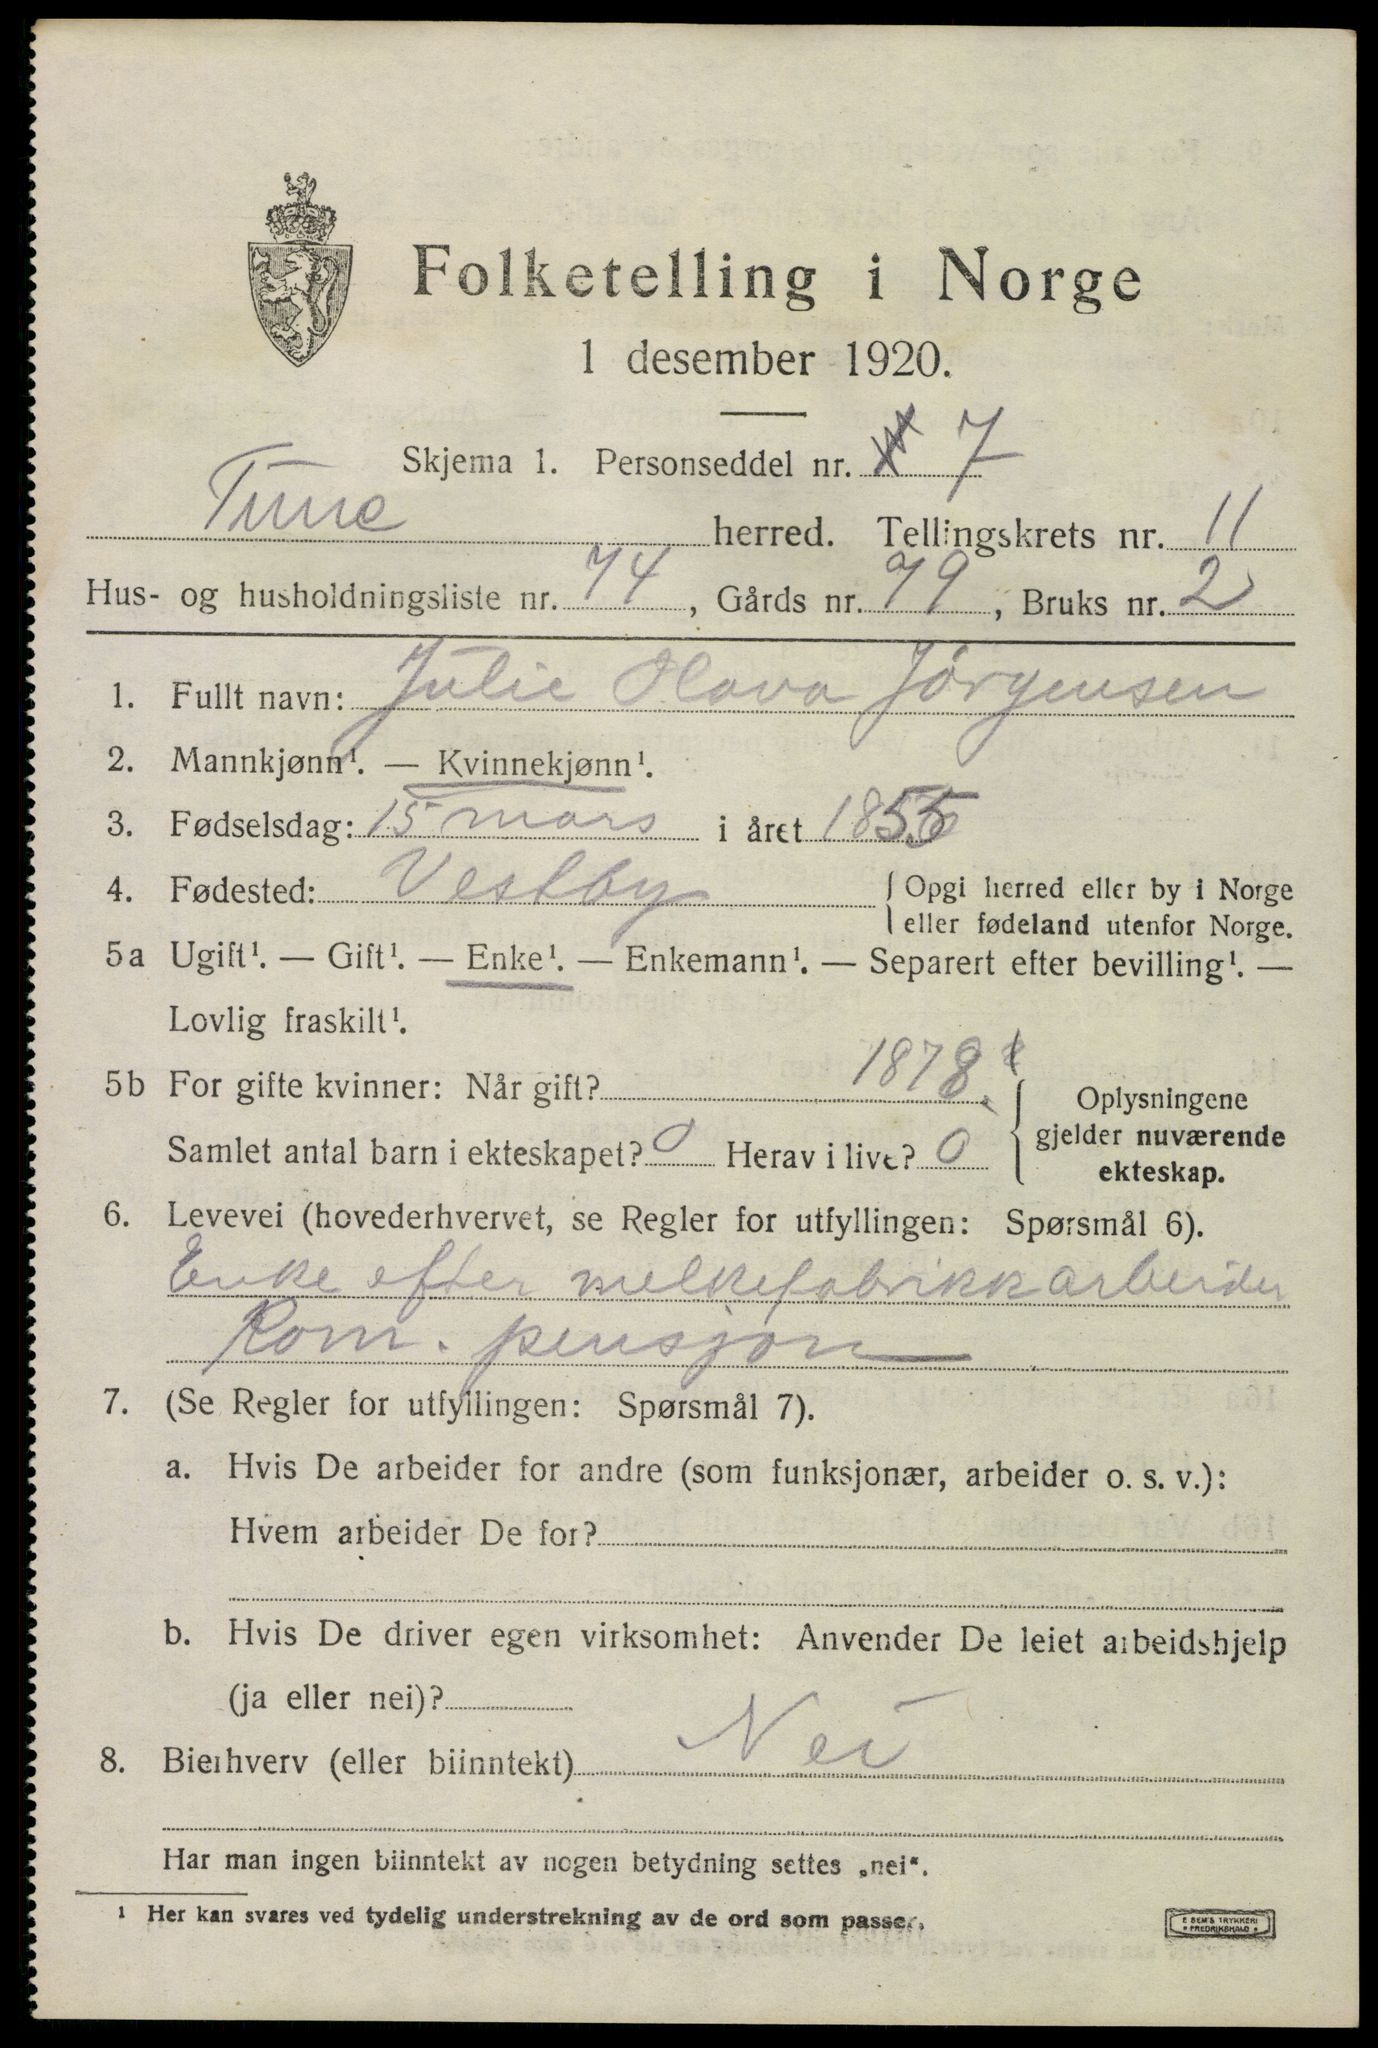 Folketelling i Norge
1 desember 1920.
Skjema 1. Personseddel nr. 7
Tune herred. Tellingskrets nr. 11
Hus- og husholdningsliste nr. 74, Gårds nr. 79, Bruks nr. 2
1. Fullt navn: Julie Olava Jörgensen
2. Mannkjønn¹. — Kvinnekjønn¹.
3. Fødselsdag: 15 mars i året 1855
4. Fødested: Vestby { Opgi herred eller by i Norge
eller fødeland utenfor Norge.
5a Ugift¹. — Gift¹. — Enke¹. — Enkemann¹. — Separert efter bevilling¹. —
Lovlig fraskilt¹.
5b For gifte kvinner: Når gift? 1878.
Samlet antal barn i ekteskapet? 0 Herav i live? 0
{ Oplysningene
gjelder nuværende
ekteskap.
6. Levevei (hovederhvervet, se Regler for utfyllingen: Spørsmål 6).
Enke efter melkefabrikkarbeider
Kom. pensjon
7. (Se Regler for utfyllingen: Spørsmål 7).
a. Hvis De arbeider for andre (som funksjonær, arbeider o. s. v.):
Hvem arbeider De for?
b. Hvis De driver egen virksomhet: Anvender De leiet arbeidshjelp
(ja eller nei)?
8. Bierhverv (eller biinntekt) Nei
Har man ingen biinntekt av nogen betydning settes „nei".
¹ Her kan svares ved tydelig understrekning av de ord som passer.
E SEM'S TRYKKERI
FREDRIKSHALD